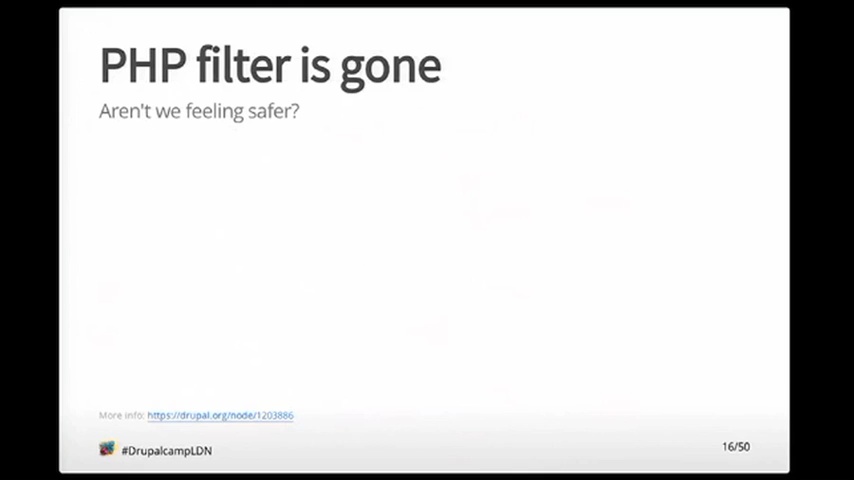 PHP filter is gone
Aren't we feeling safer?
More info: https://drupal.org/node/1203886
#DrupalcampLDN
16/50